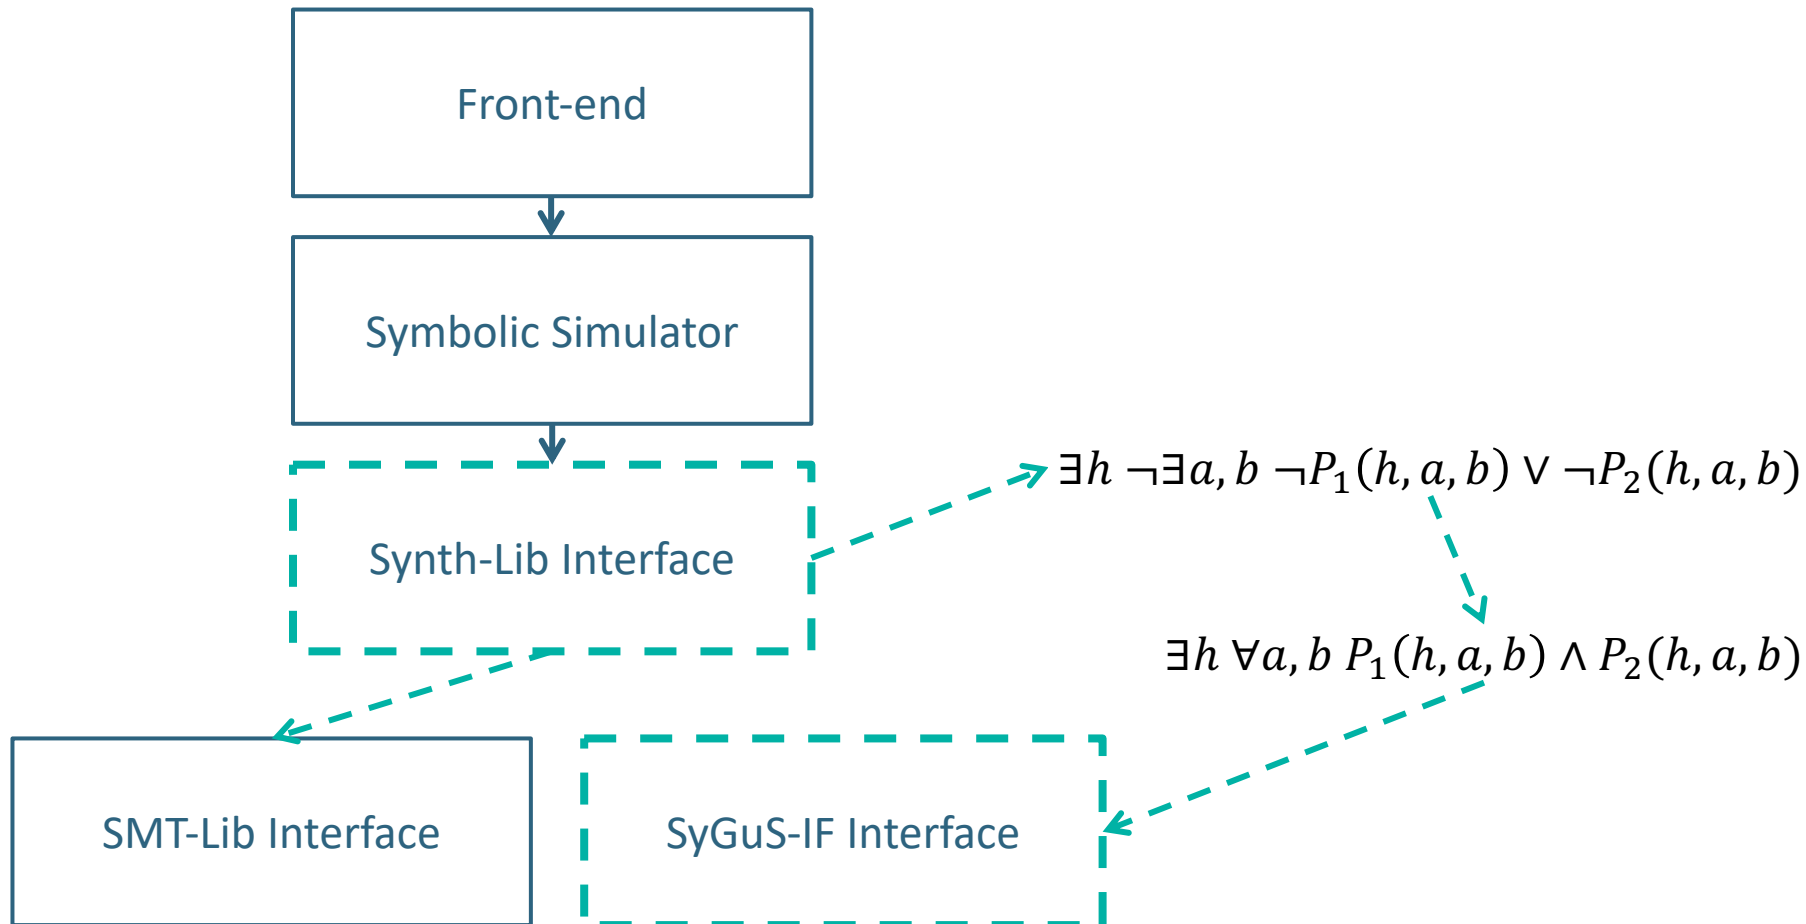 Front-end
Symbolic Simulator
∃h ¬∃a, b ¬P₁(h, a, b) ∨ ¬P₂(h, a, b)
Synth-Lib Interface
∃h ∀a, b P₁(h, a, b) ∧ P₂(h, a, b)
SMT-Lib Interface
SyGuS-IF Interface